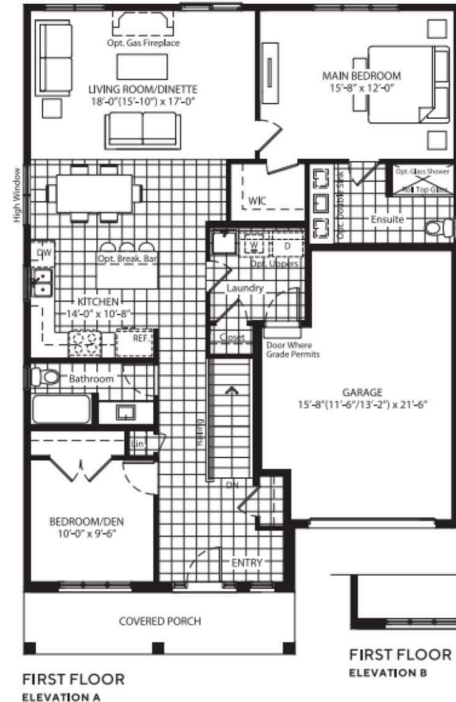 Opt. Gas Fireplace
LIVING ROOM/DINETTE
18'-0"(15'-10") x 17'-0"
MAIN BEDROOM
15'-8" x 12'-0"
High Window
WIC
Opt. Double Sink
Opt. Glass Shower
Roll Top Glass
Ensuite
DW
Opt. Break. Bar
KITCHEN
14'-0" x 10'-8"
REF.
W
D
Opt. Uppers
Laundry
Closet
Door Where
Grade Permits
GARAGE
15'-8"(11'-6"/13'-2") x 21'-6"
Bathroom
Lin
Railing
DN
BEDROOM/DEN
10'-0" x 9'-6"
ENTRY
COVERED PORCH
FIRST FLOOR
ELEVATION A
FIRST FLOOR
ELEVATION B